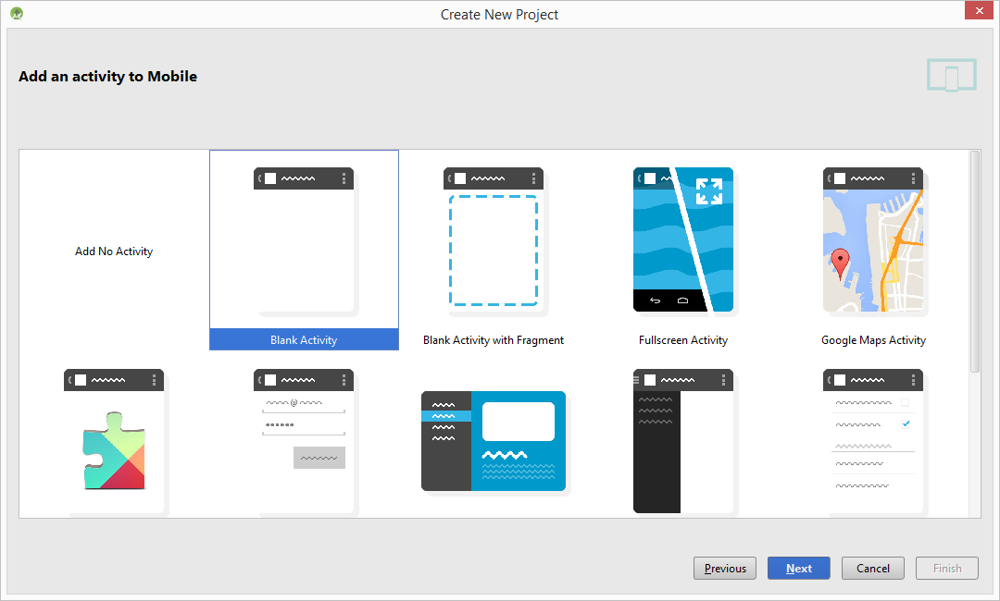 Create New Project
Add an activity to Mobile
Add No Activity
Blank Activity
Blank Activity with Fragment
Fullscreen Activity
Google Maps Activity
Previous
Next
Cancel
Finish